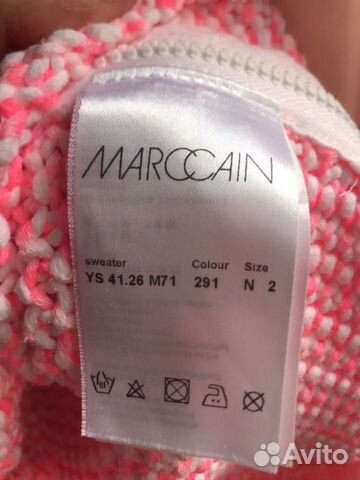 MARCCAIN
sweater Colour Size
YS 41.26 M71 291 N 2
Avito